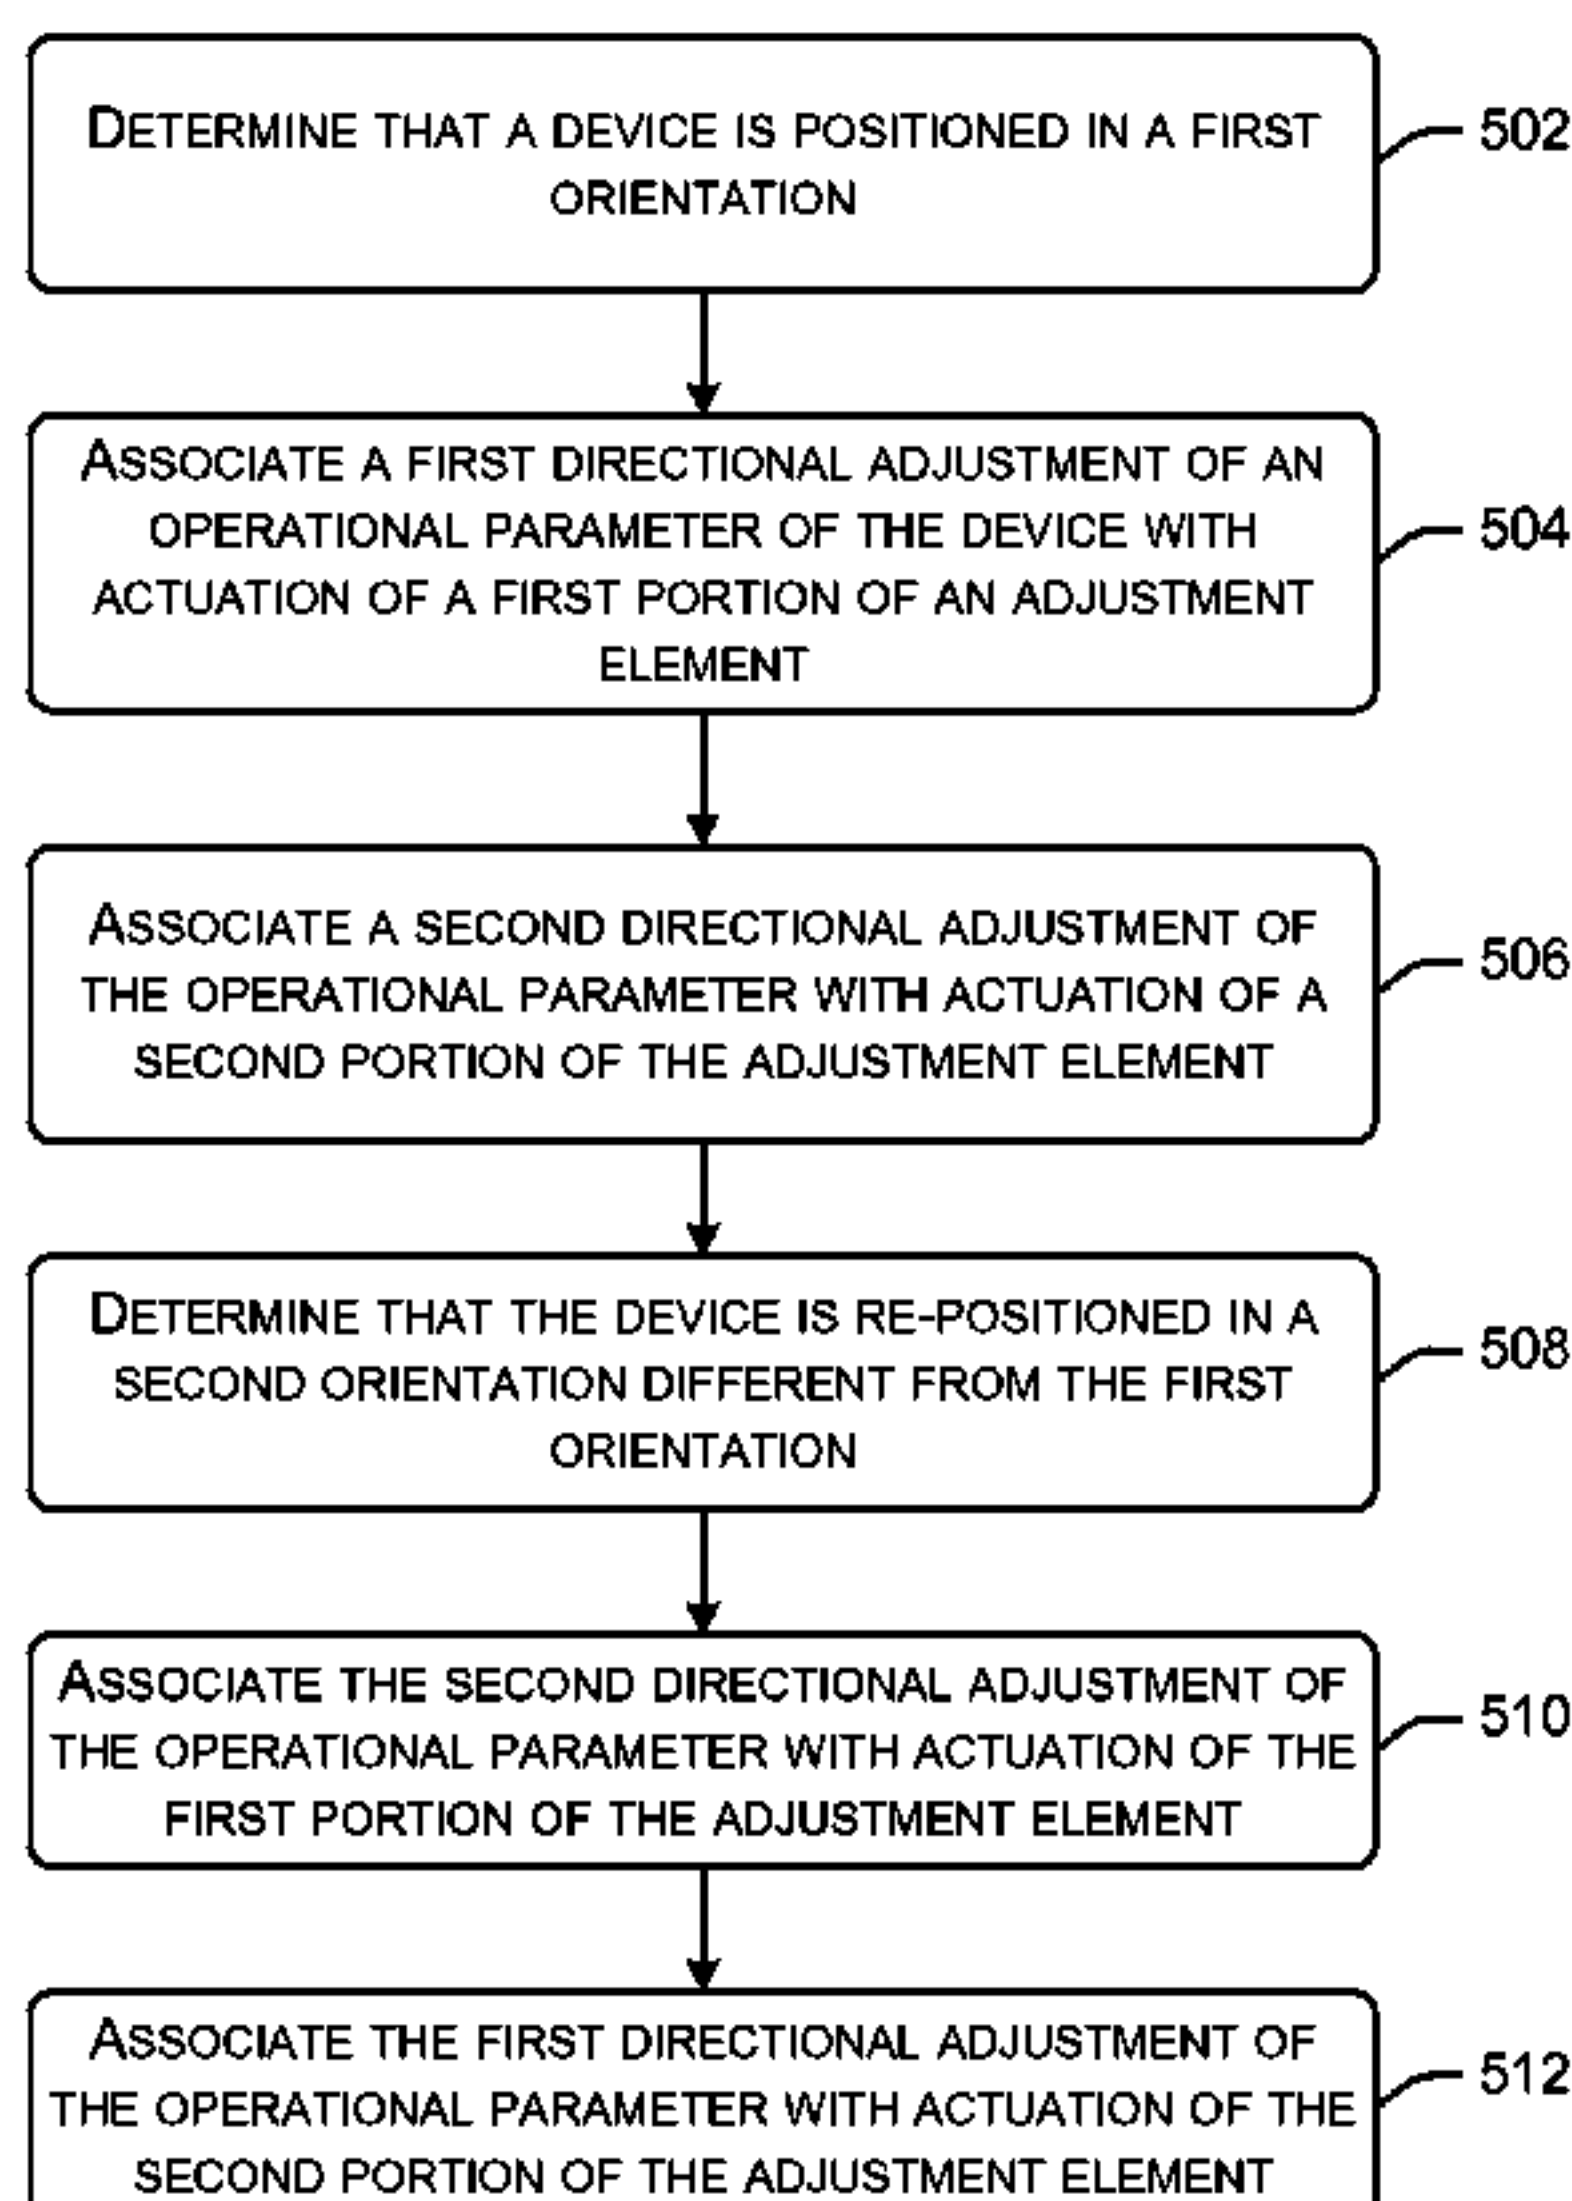 DETERMINE THAT A DEVICE IS POSITIONED IN A FIRST
ORIENTATION
502
ASSOCIATE A FIRST DIRECTIONAL ADJUSTMENT OF AN
OPERATIONAL PARAMETER OF THE DEVICE WITH
ACTUATION OF A FIRST PORTION OF AN ADJUSTMENT
ELEMENT
504
ASSOCIATE A SECOND DIRECTIONAL ADJUSTMENT OF
THE OPERATIONAL PARAMETER WITH ACTUATION OF A
SECOND PORTION OF THE ADJUSTMENT ELEMENT
506
DETERMINE THAT THE DEVICE IS RE-POSITIONED IN A
SECOND ORIENTATION DIFFERENT FROM THE FIRST
ORIENTATION
508
ASSOCIATE THE SECOND DIRECTIONAL ADJUSTMENT OF
THE OPERATIONAL PARAMETER WITH ACTUATION OF THE
FIRST PORTION OF THE ADJUSTMENT ELEMENT
510
ASSOCIATE THE FIRST DIRECTIONAL ADJUSTMENT OF
THE OPERATIONAL PARAMETER WITH ACTUATION OF THE
SECOND PORTION OF THE ADJUSTMENT ELEMENT
512